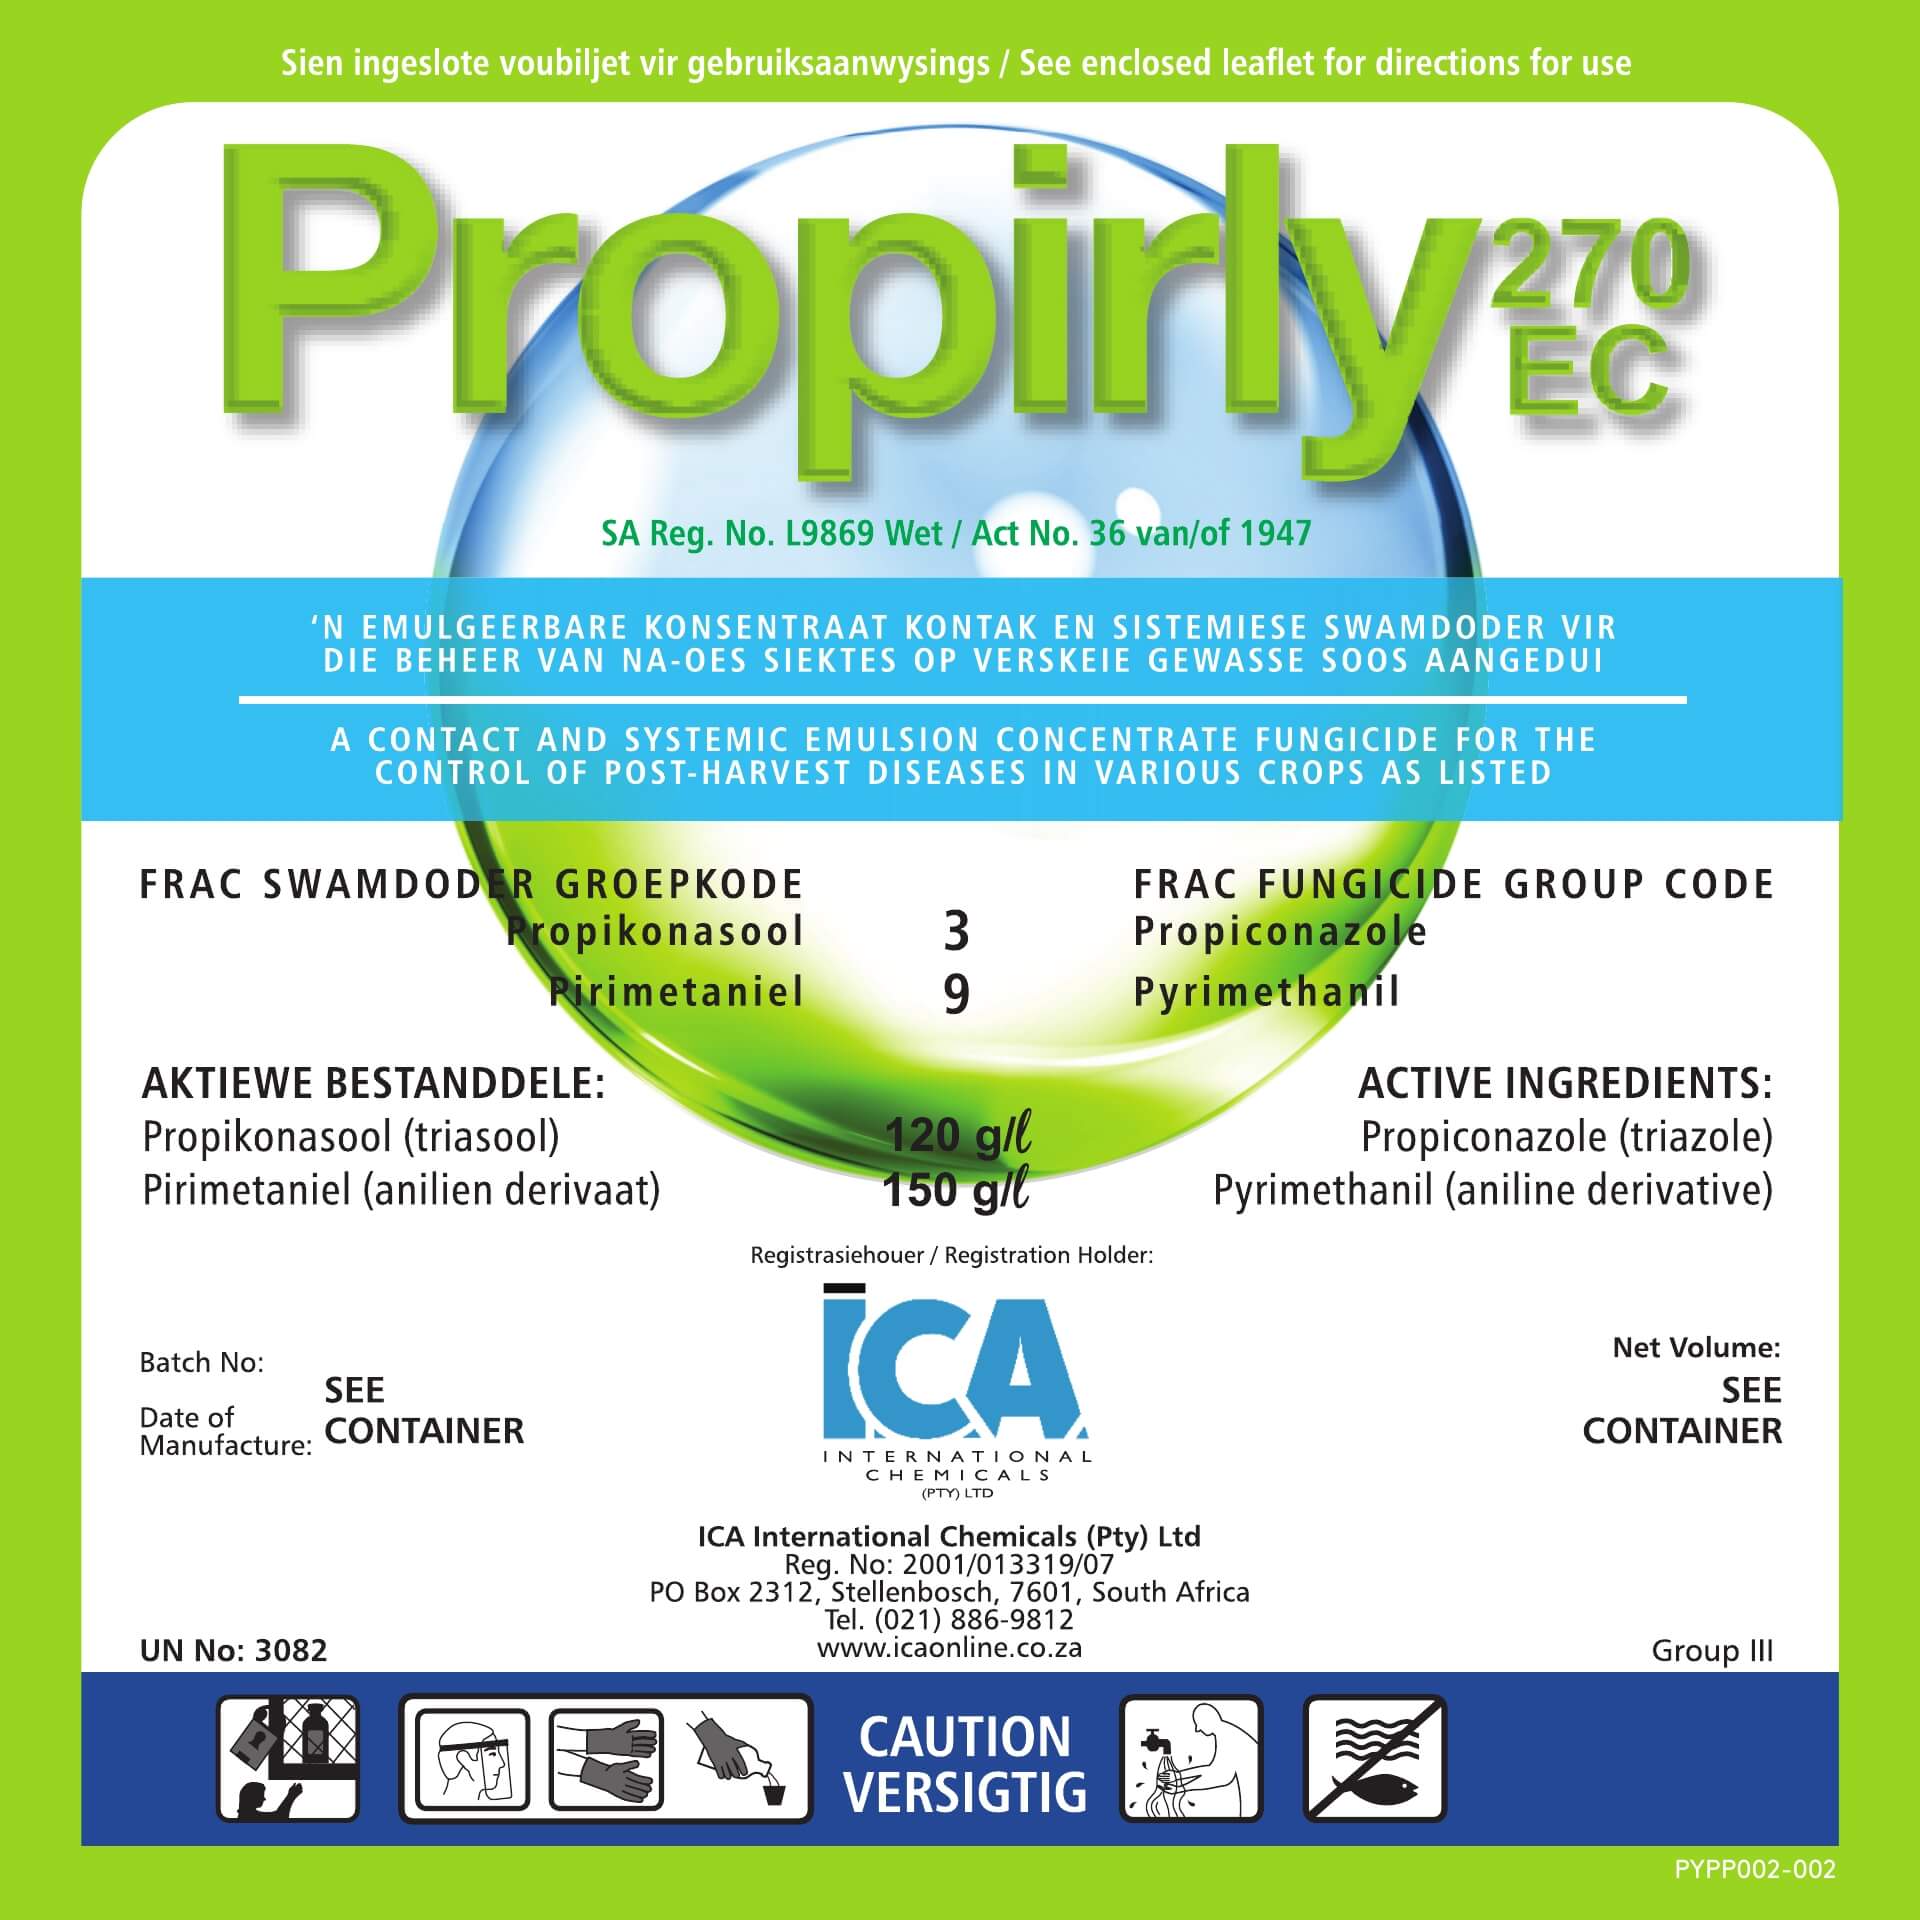 Sien ingeslote voubiljet vir gebruiksaanwysings / See enclosed leaflet for directions for use
Propirly 270 EC
SA Reg. No. L9869 Wet / Act No. 36 van/of 1947
‘N EMULGEERBARE KONSENTRAAT KONTAK EN SISTEMIESE SWAMDODER VIR
DIE BEHEER VAN NA-OES SIEKTES OP VERSKEIE GEWASSE SOOS AANGEDUI
A CONTACT AND SYSTEMIC EMULSION CONCENTRATE FUNGICIDE FOR THE
CONTROL OF POST-HARVEST DISEASES IN VARIOUS CROPS AS LISTED
FRAC SWAMDODER GROEPKODE FRAC FUNGICIDE GROUP CODE
Propikonasool 3 Propiconazole
Pirimetaniel 9 Pyrimethanil
AKTIEWE BESTANDDELE: ACTIVE INGREDIENTS:
Propikonasool (triasool) 120 g/ℓ Propiconazole (triazole)
Pirimetaniel (anilien derivaat) 150 g/ℓ Pyrimethanil (aniline derivative)
Registrasiehouer / Registration Holder:
ICA
INTERNATIONAL
CHEMICALS
(PTY) LTD
Batch No:
Date of
Manufacture:
SEE
CONTAINER
Net Volume:
SEE
CONTAINER
ICA International Chemicals (Pty) Ltd
Reg. No: 2001/013319/07
PO Box 2312, Stellenbosch, 7601, South Africa
Tel. (021) 886-9812
www.icaonline.co.za
UN No: 3082
Group III
CAUTION
VERSIGTIG
PYPP002-002